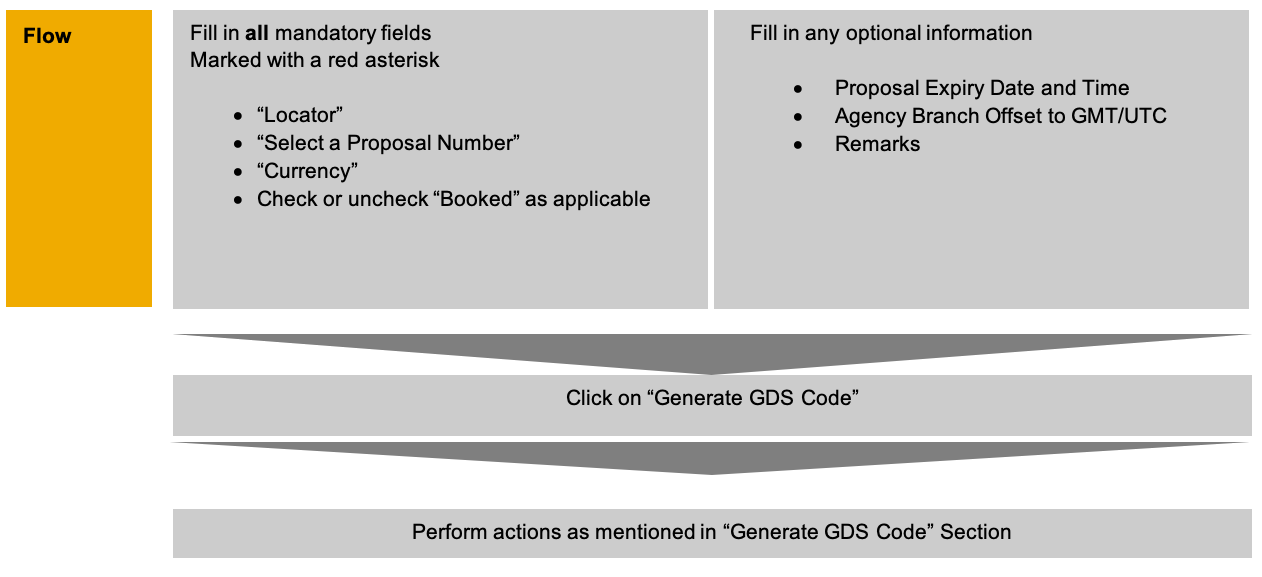 Flow
Fill in all mandatory fields
Marked with a red asterisk
• “Locator”
• “Select a Proposal Number”
• “Currency”
• Check or uncheck “Booked” as applicable
Fill in any optional information
• Proposal Expiry Date and Time
• Agency Branch Offset to GMT/UTC
• Remarks
Click on “Generate GDS Code”
Perform actions as mentioned in “Generate GDS Code” Section